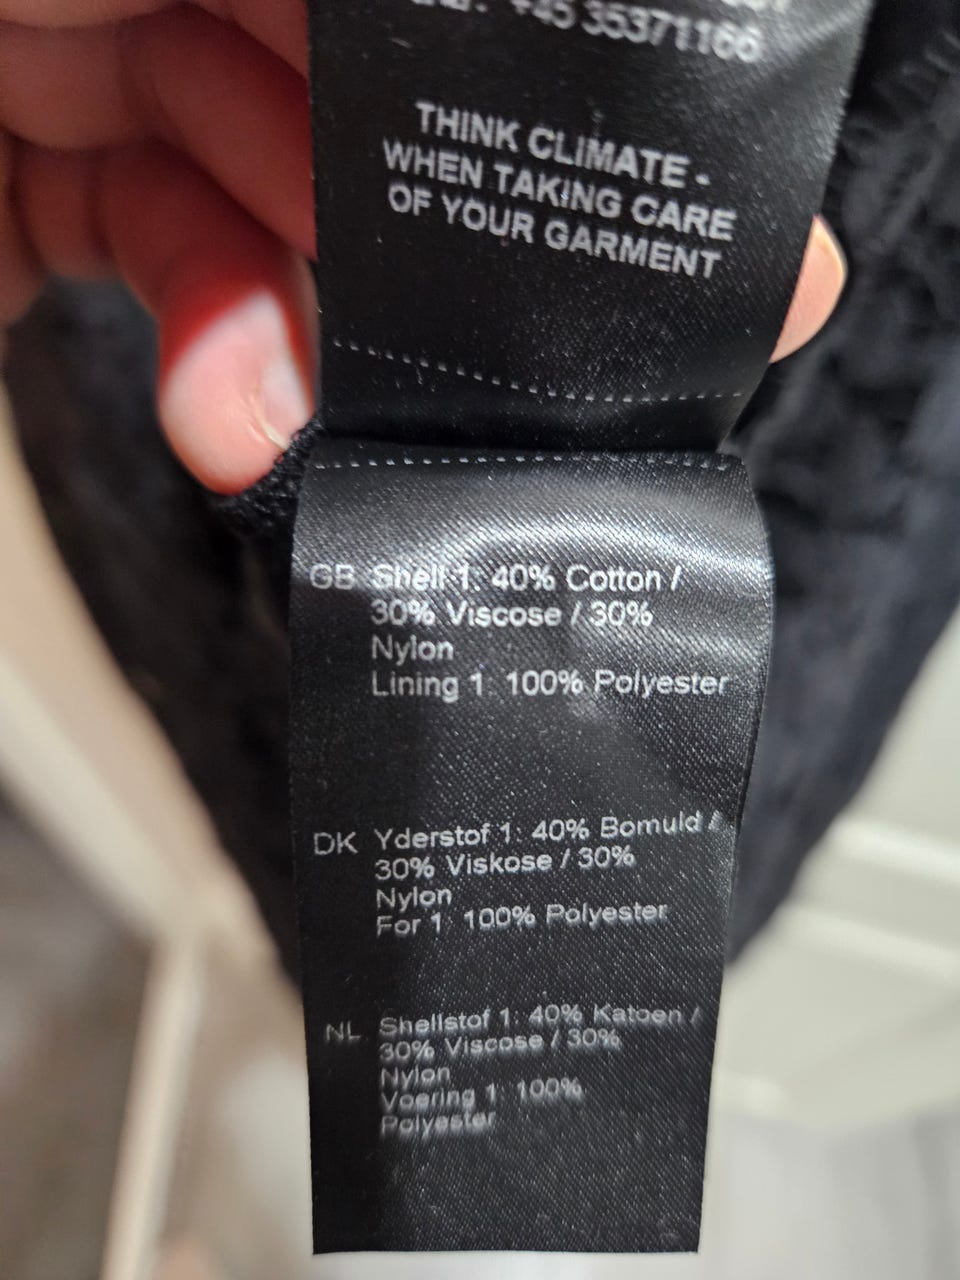 +45 35371166
THINK CLIMATE -
WHEN TAKING CARE
OF YOUR GARMENT
GB Shell 1: 40% Cotton /
30% Viscose / 30%
Nylon
Lining 1: 100% Polyester
DK Yderstof 1: 40% Bomuld /
30% Viskose / 30%
Nylon
For 1: 100% Polyester
NL Shellstof 1: 40% Katoen /
30% Viscose / 30%
Nylon
Voering 1: 100%
Polyester